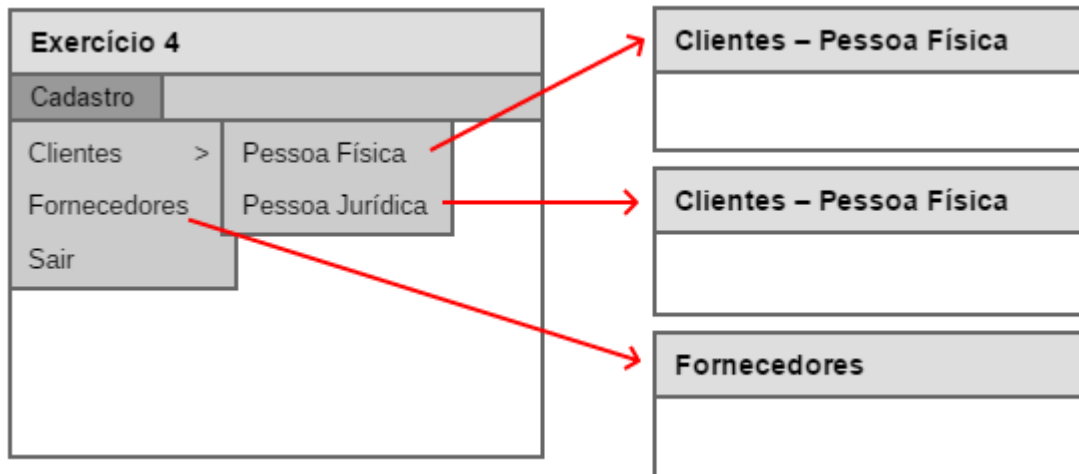 Exercício 4
Cadastro
Clientes >
Fornecedores
Sair
Pessoa Física
Pessoa Jurídica
Clientes – Pessoa Física
Clientes – Pessoa Física
Fornecedores